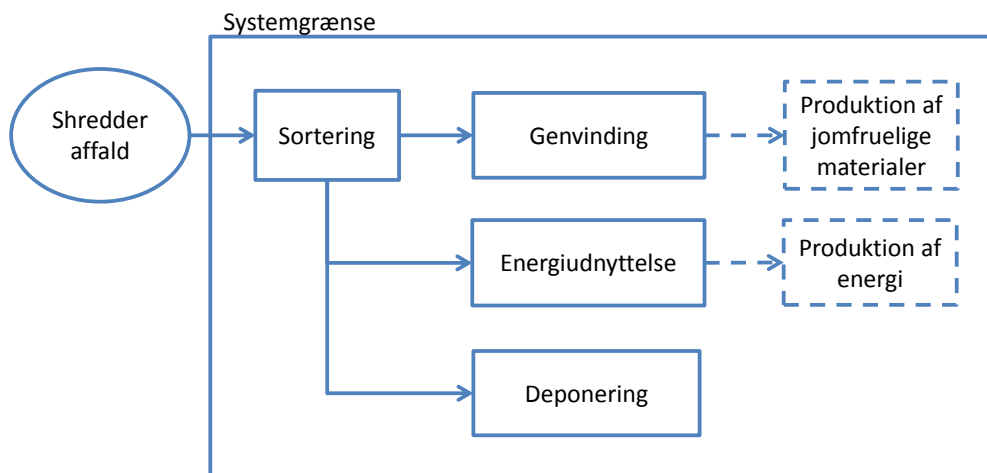 Systemgrænse
Shredder
affald
Sortering
Genvinding
Produktion af
jomfruelige
materialer
Energiudnyttelse
Produktion af
energi
Deponering